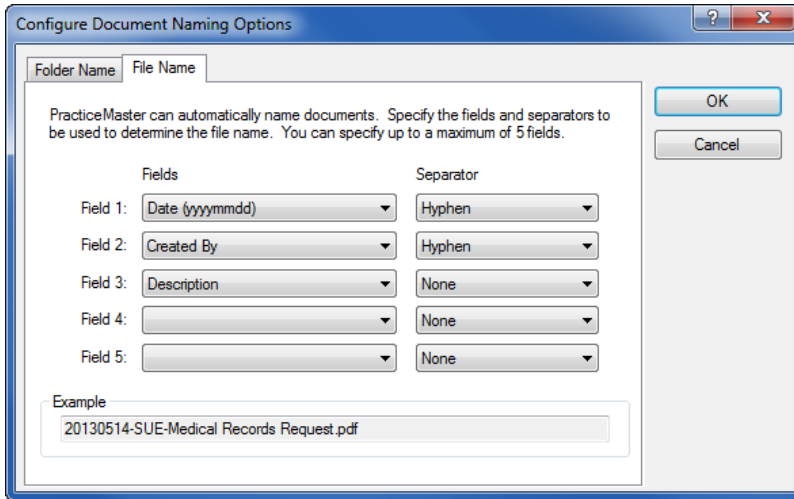 Configure Document Naming Options
?
X
Folder Name File Name
OK
Cancel
PracticeMaster can automatically name documents. Specify the fields and separators to
be used to determine the file name. You can specify up to a maximum of 5 fields.
Fields Separator
Field 1: Date (yyyymmdd) Hyphen
Field 2: Created By Hyphen
Field 3: Description None
Field 4: None
Field 5: None
Example
20130514-SUE-Medical Records Request.pdf